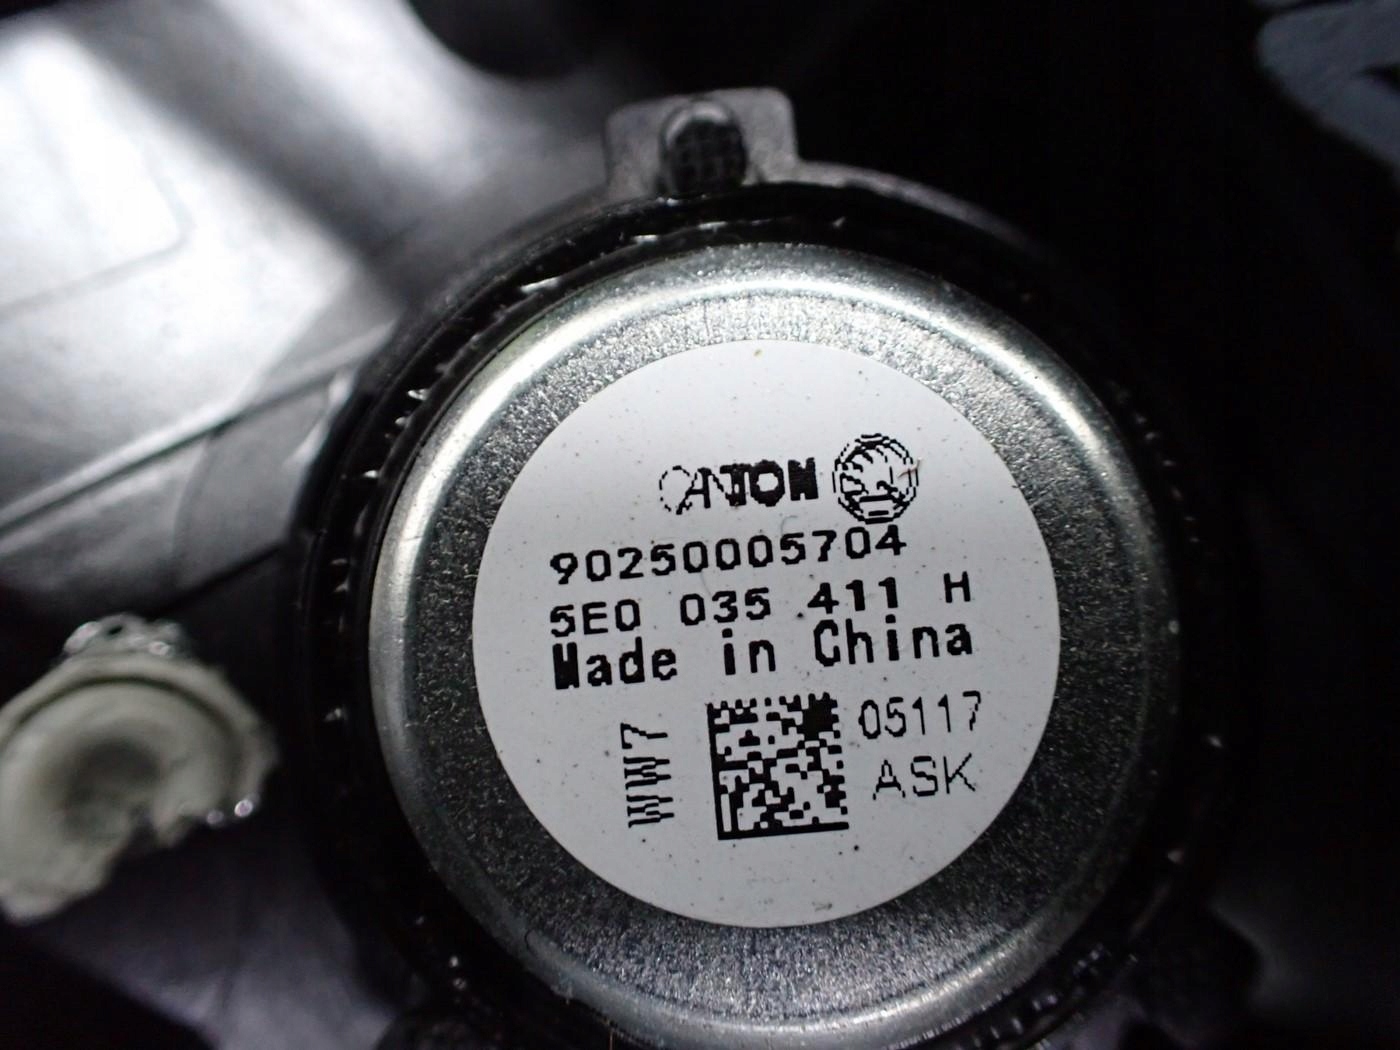 CANTON
90250005704
5E0 035 411 H
Made in China
WW7
05117
ASK